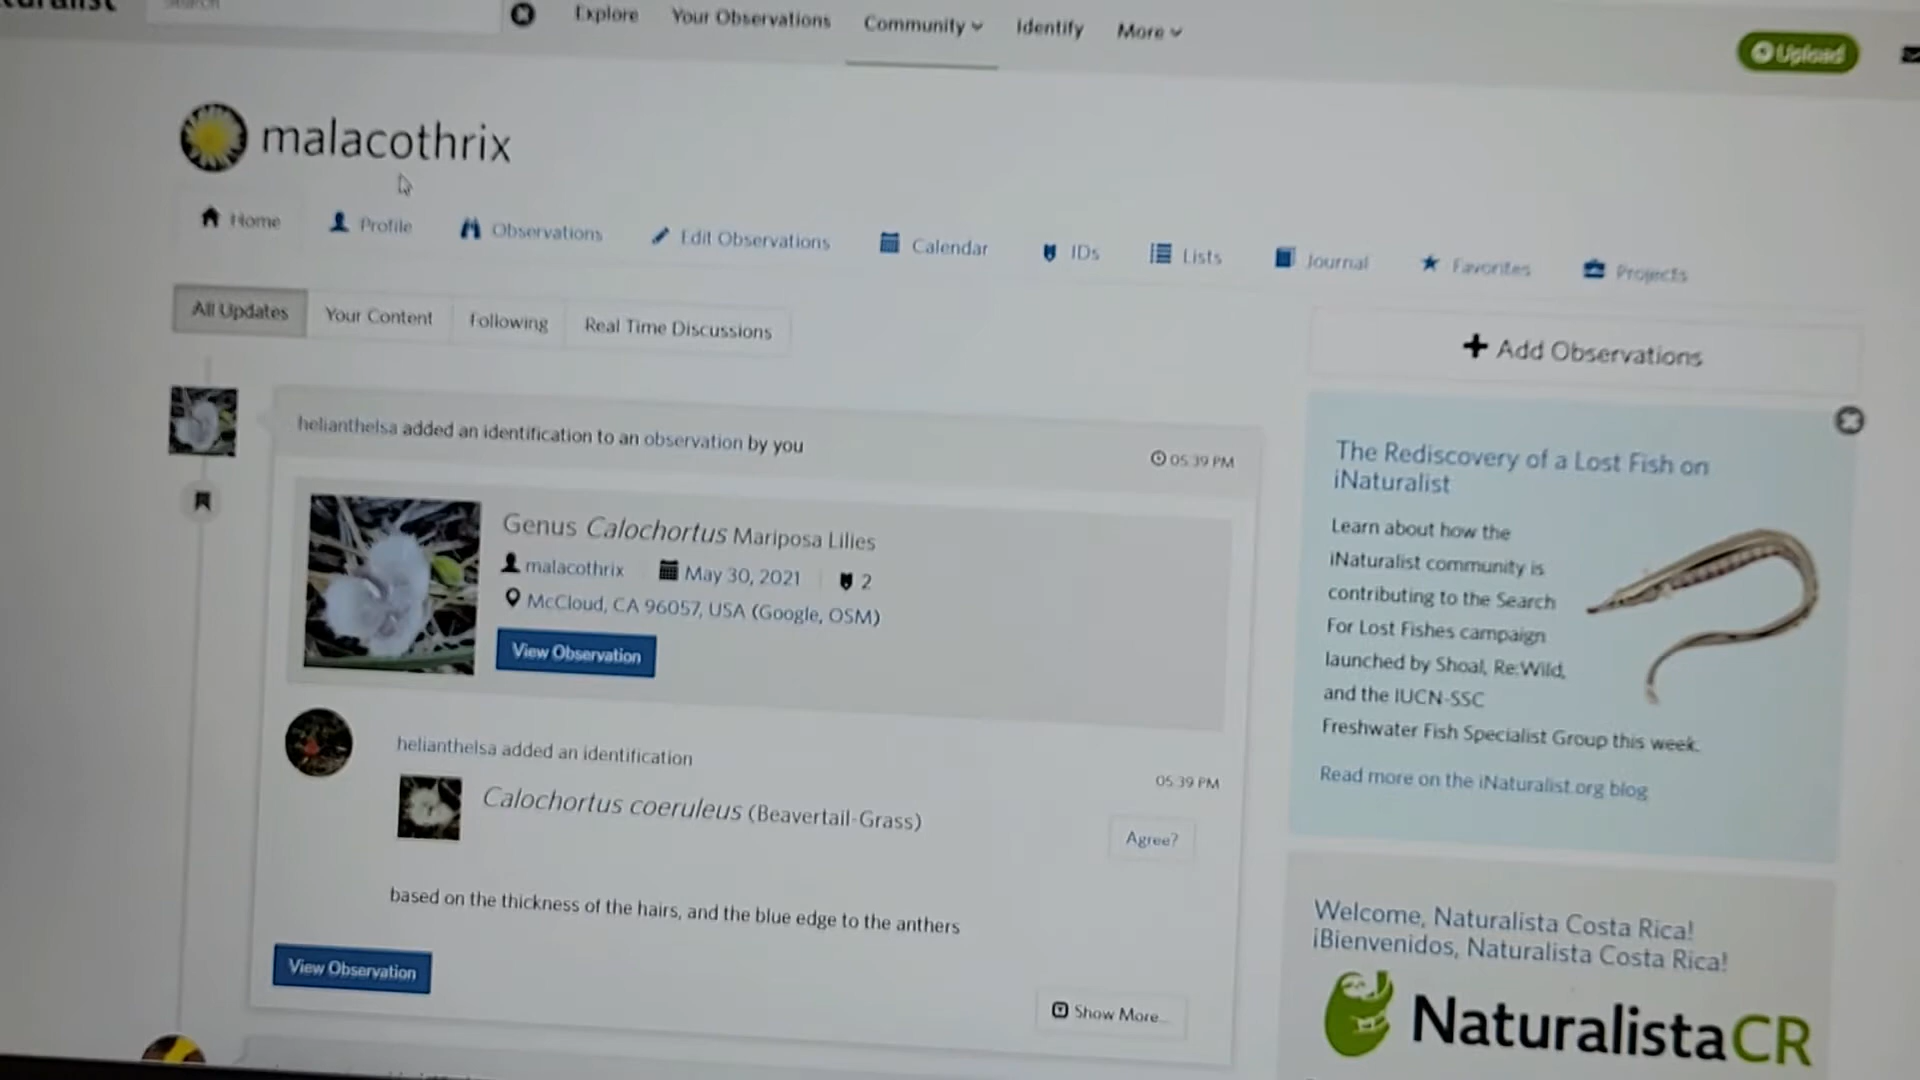 Search
Explore
Your Observations
Community
Identify
More
Upload
malacothrix
Home
Profile
Observations
Edit Observations
Calendar
IDs
Lists
Journal
Favorites
Projects
All Updates
Your Content
Following
Real Time Discussions
+ Add Observations
helianthelsa added an identification to an observation by you
05:39 PM
Genus Calochortus Mariposa Lilies
malacothrix
May 30, 2021
2
McCloud, CA 96057, USA (Google, OSM)
View Observation
helianthelsa added an identification
05:39 PM
Calochortus coeruleus (Beavertail-Grass)
Agree?
based on the thickness of the hairs, and the blue edge to the anthers
View Observation
Show More...
The Rediscovery of a Lost Fish on
iNaturalist
Learn about how the
iNaturalist community is
contributing to the Search
For Lost Fishes campaign
launched by Shoal, Re:Wild,
and the IUCN-SSC
Freshwater Fish Specialist Group this week.
Read more on the iNaturalist.org blog
Welcome, Naturalista Costa Rica!
¡Bienvenidos, Naturalista Costa Rica!
NaturalistaCR